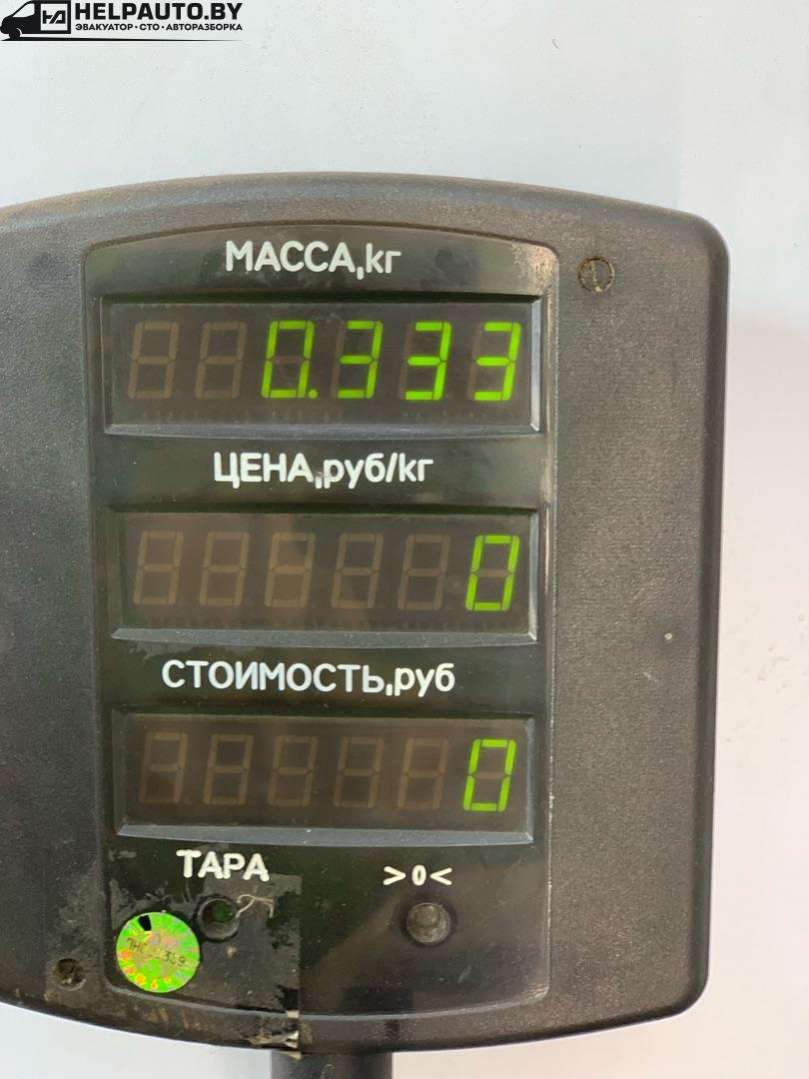 HELPAUTO.BY
ЭВАКУАТОР • СТО • АВТОРАЗБОРКА
МАССА,кг
0.333
ЦЕНА,руб/кг
0
СТОИМОСТЬ,руб
0
ТАРА >0<